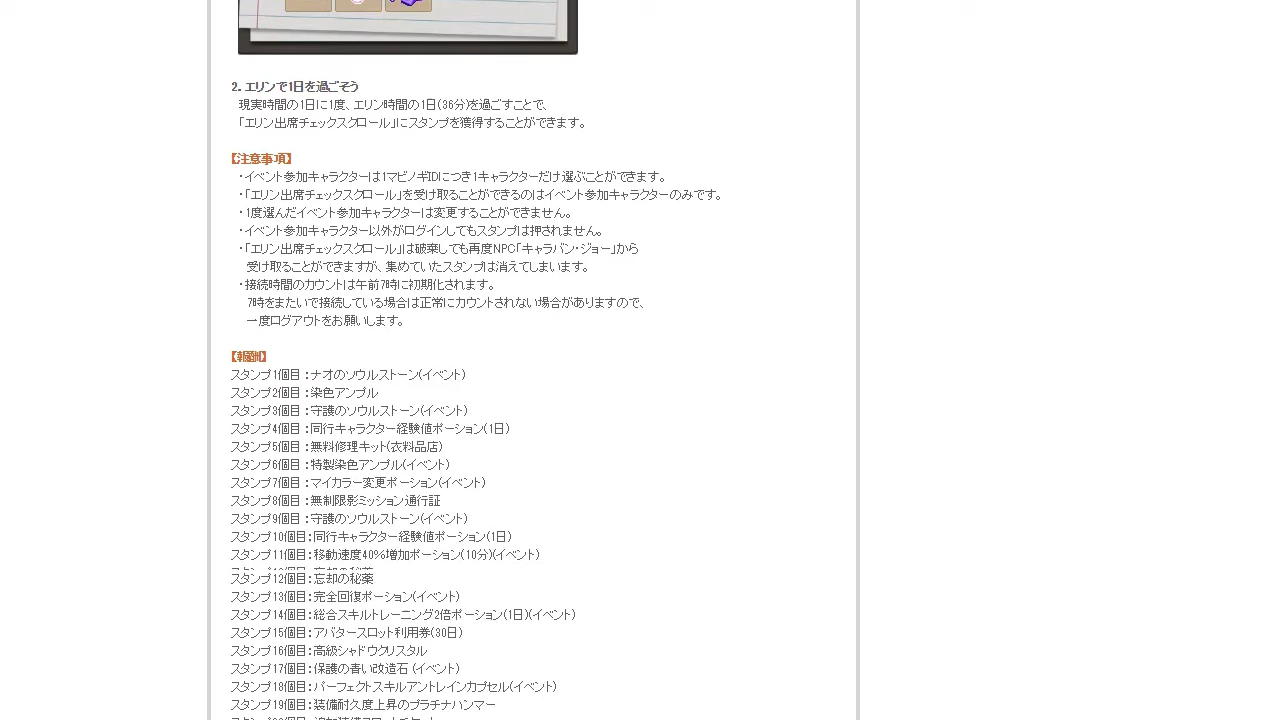 2. エリンで1日を過ごそう
現実時間の1日に1度、エリン時間の1日(36分)を過ごすことで、
「エリン出席チェックスクロール」にスタンプを獲得することができます。
【注意事項】
・イベント参加キャラクターは1マビノギIDにつき1キャラクターだけ選ぶことができます。
・「エリン出席チェックスクロール」を受け取ることができるのはイベント参加キャラクターのみです。
・1度選んだイベント参加キャラクターは変更することができません。
・イベント参加キャラクター以外がログインしてもスタンプは押されません。
・「エリン出席チェックスクロール」は破棄しても再度NPC「キャラバン・ジョー」から
受け取ることができますが、集めていたスタンプは消えてしまいます。
・接続時間のカウントは午前7時に初期化されます。
7時をまたいで接続している場合は正常にカウントされない場合がありますので、
一度ログアウトをお願いします。
【報酬】
スタンプ1個目：ナオのソウルストーン(イベント)
スタンプ2個目：染色アンプル
スタンプ3個目：守護のソウルストーン(イベント)
スタンプ4個目：同行キャラクター経験値ポーション(1日)
スタンプ5個目：無料修理キット(衣料品店)
スタンプ6個目：特製染色アンプル(イベント)
スタンプ7個目：マイカラー変更ポーション(イベント)
スタンプ8個目：無制限影ミッション通行証
スタンプ9個目：守護のソウルストーン(イベント)
スタンプ10個目：同行キャラクター経験値ポーション(1日)
スタンプ11個目：移動速度40%増加ポーション(10分)(イベント)
スタンプ12個目：忘却の秘薬
スタンプ13個目：完全回復ポーション(イベント)
スタンプ14個目：総合スキルトレーニング2倍ポーション(1日)(イベント)
スタンプ15個目：アバタースロット利用券(30日)
スタンプ16個目：高級シャドウクリスタル
スタンプ17個目：保護の青い改造石 (イベント)
スタンプ18個目：パーフェクトスキルアントレインカプセル(イベント)
スタンプ19個目：装備耐久度上昇のプラチナハンマー